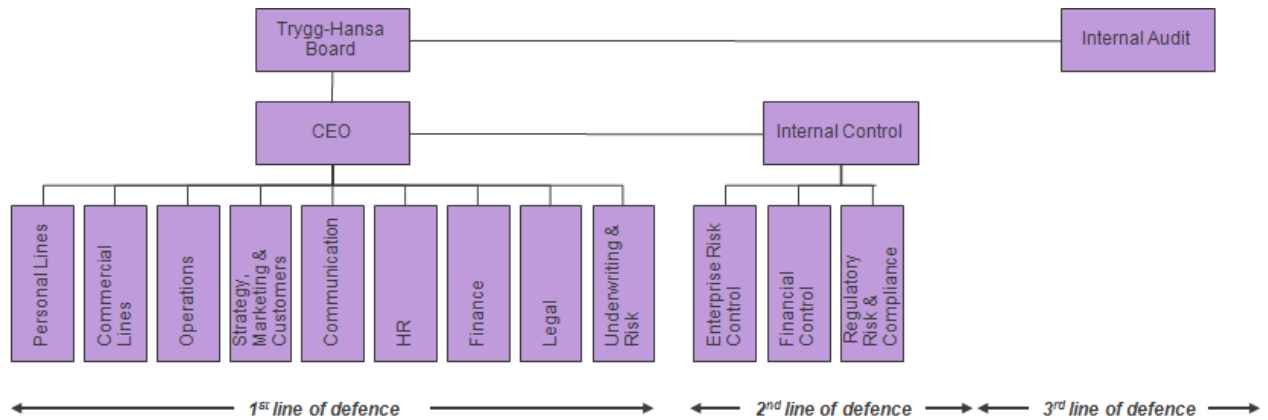 Trygg-Hansa
Board
Internal Audit
CEO
Internal Control
Personal Lines
Commercial
Lines
Operations
Strategy,
Marketing &
Customers
Communication
HR
Finance
Legal
Underwriting &
Risk
Enterprise Risk
Control
Financial
Control
Regulatory
Risk &
Compliance
1st line of defence
2nd line of defence
3rd line of defence